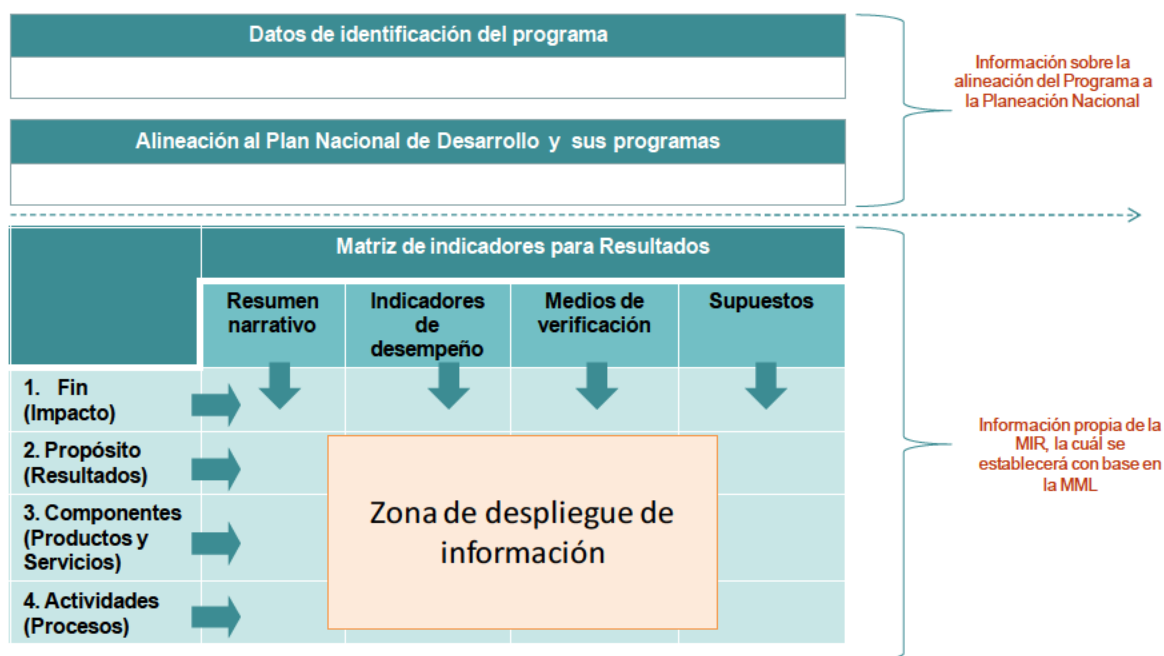 Datos de identificación del programa
Información sobre la
alineación del Programa a
la Planeación Nacional
Alineación al Plan Nacional de Desarrollo y sus programas
Matriz de indicadores para Resultados
Resumen
narrativo
Indicadores
de
desempeño
Medios de
verificación
Supuestos
1. Fin
(Impacto)
2. Propósito
(Resultados)
3. Componentes
(Productos y
Servicios)
4. Actividades
(Procesos)
Zona de despliegue de
información
Información propia de la
MIR, la cuál se
establecerá con base en
la MML